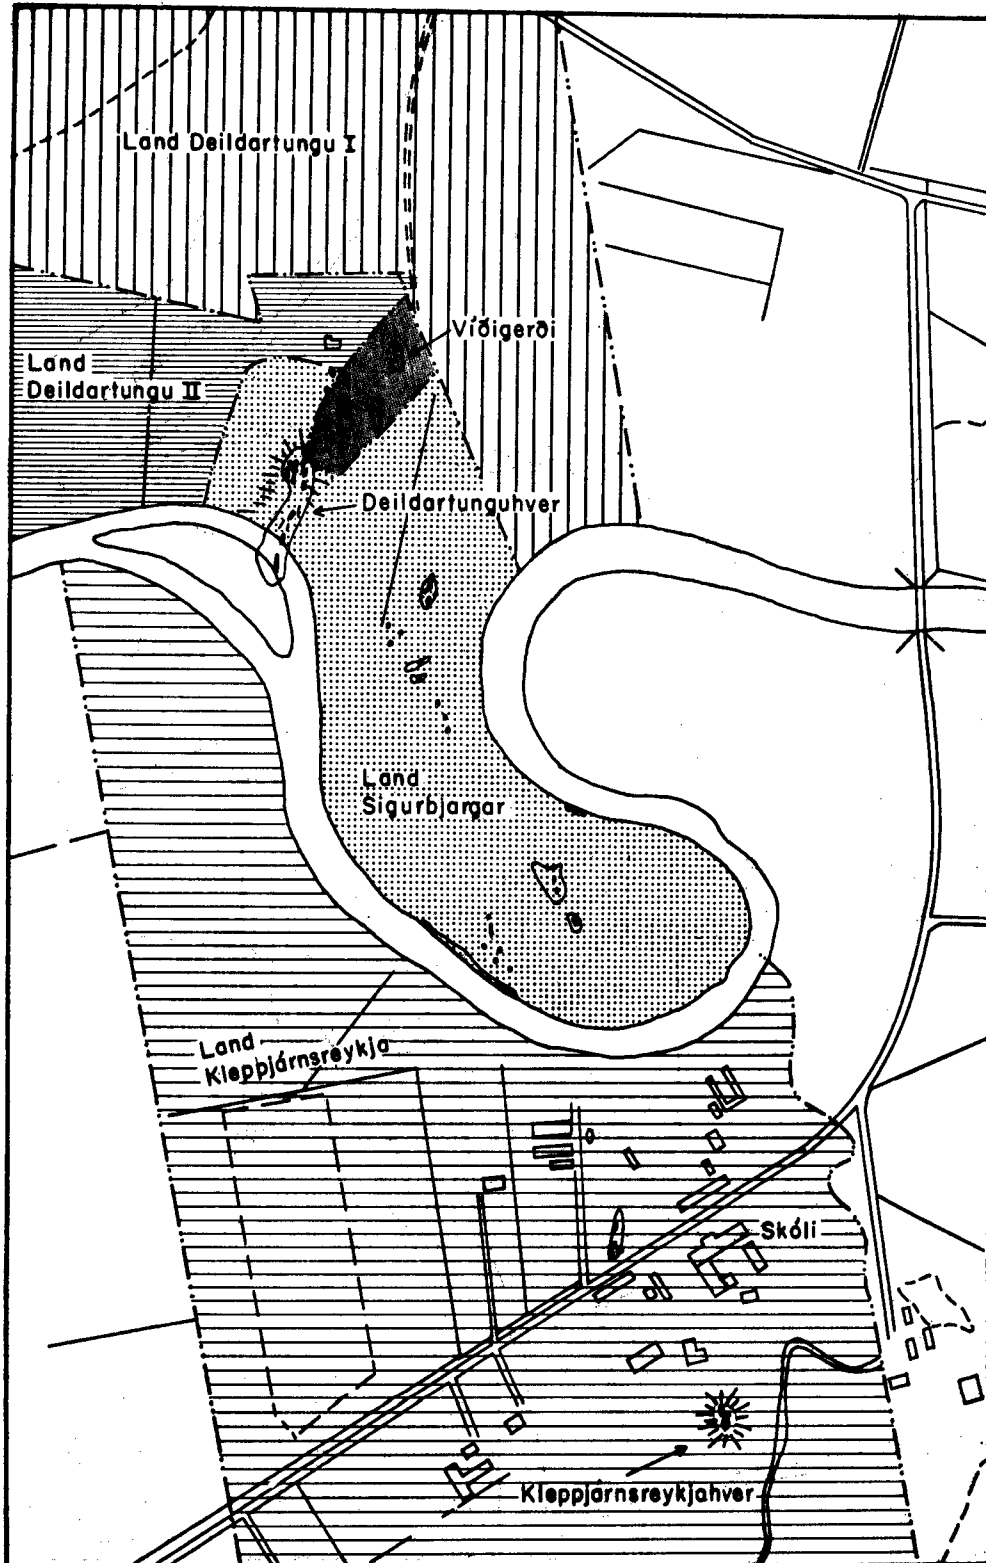 Land Deildartungu I
Víðigerði
Land
Deildartungu II
Deildartunguhver
Land
Sigurbjargar
Land
Kleppjárnsreykja
Skóli
Kleppjárnsreykjahver